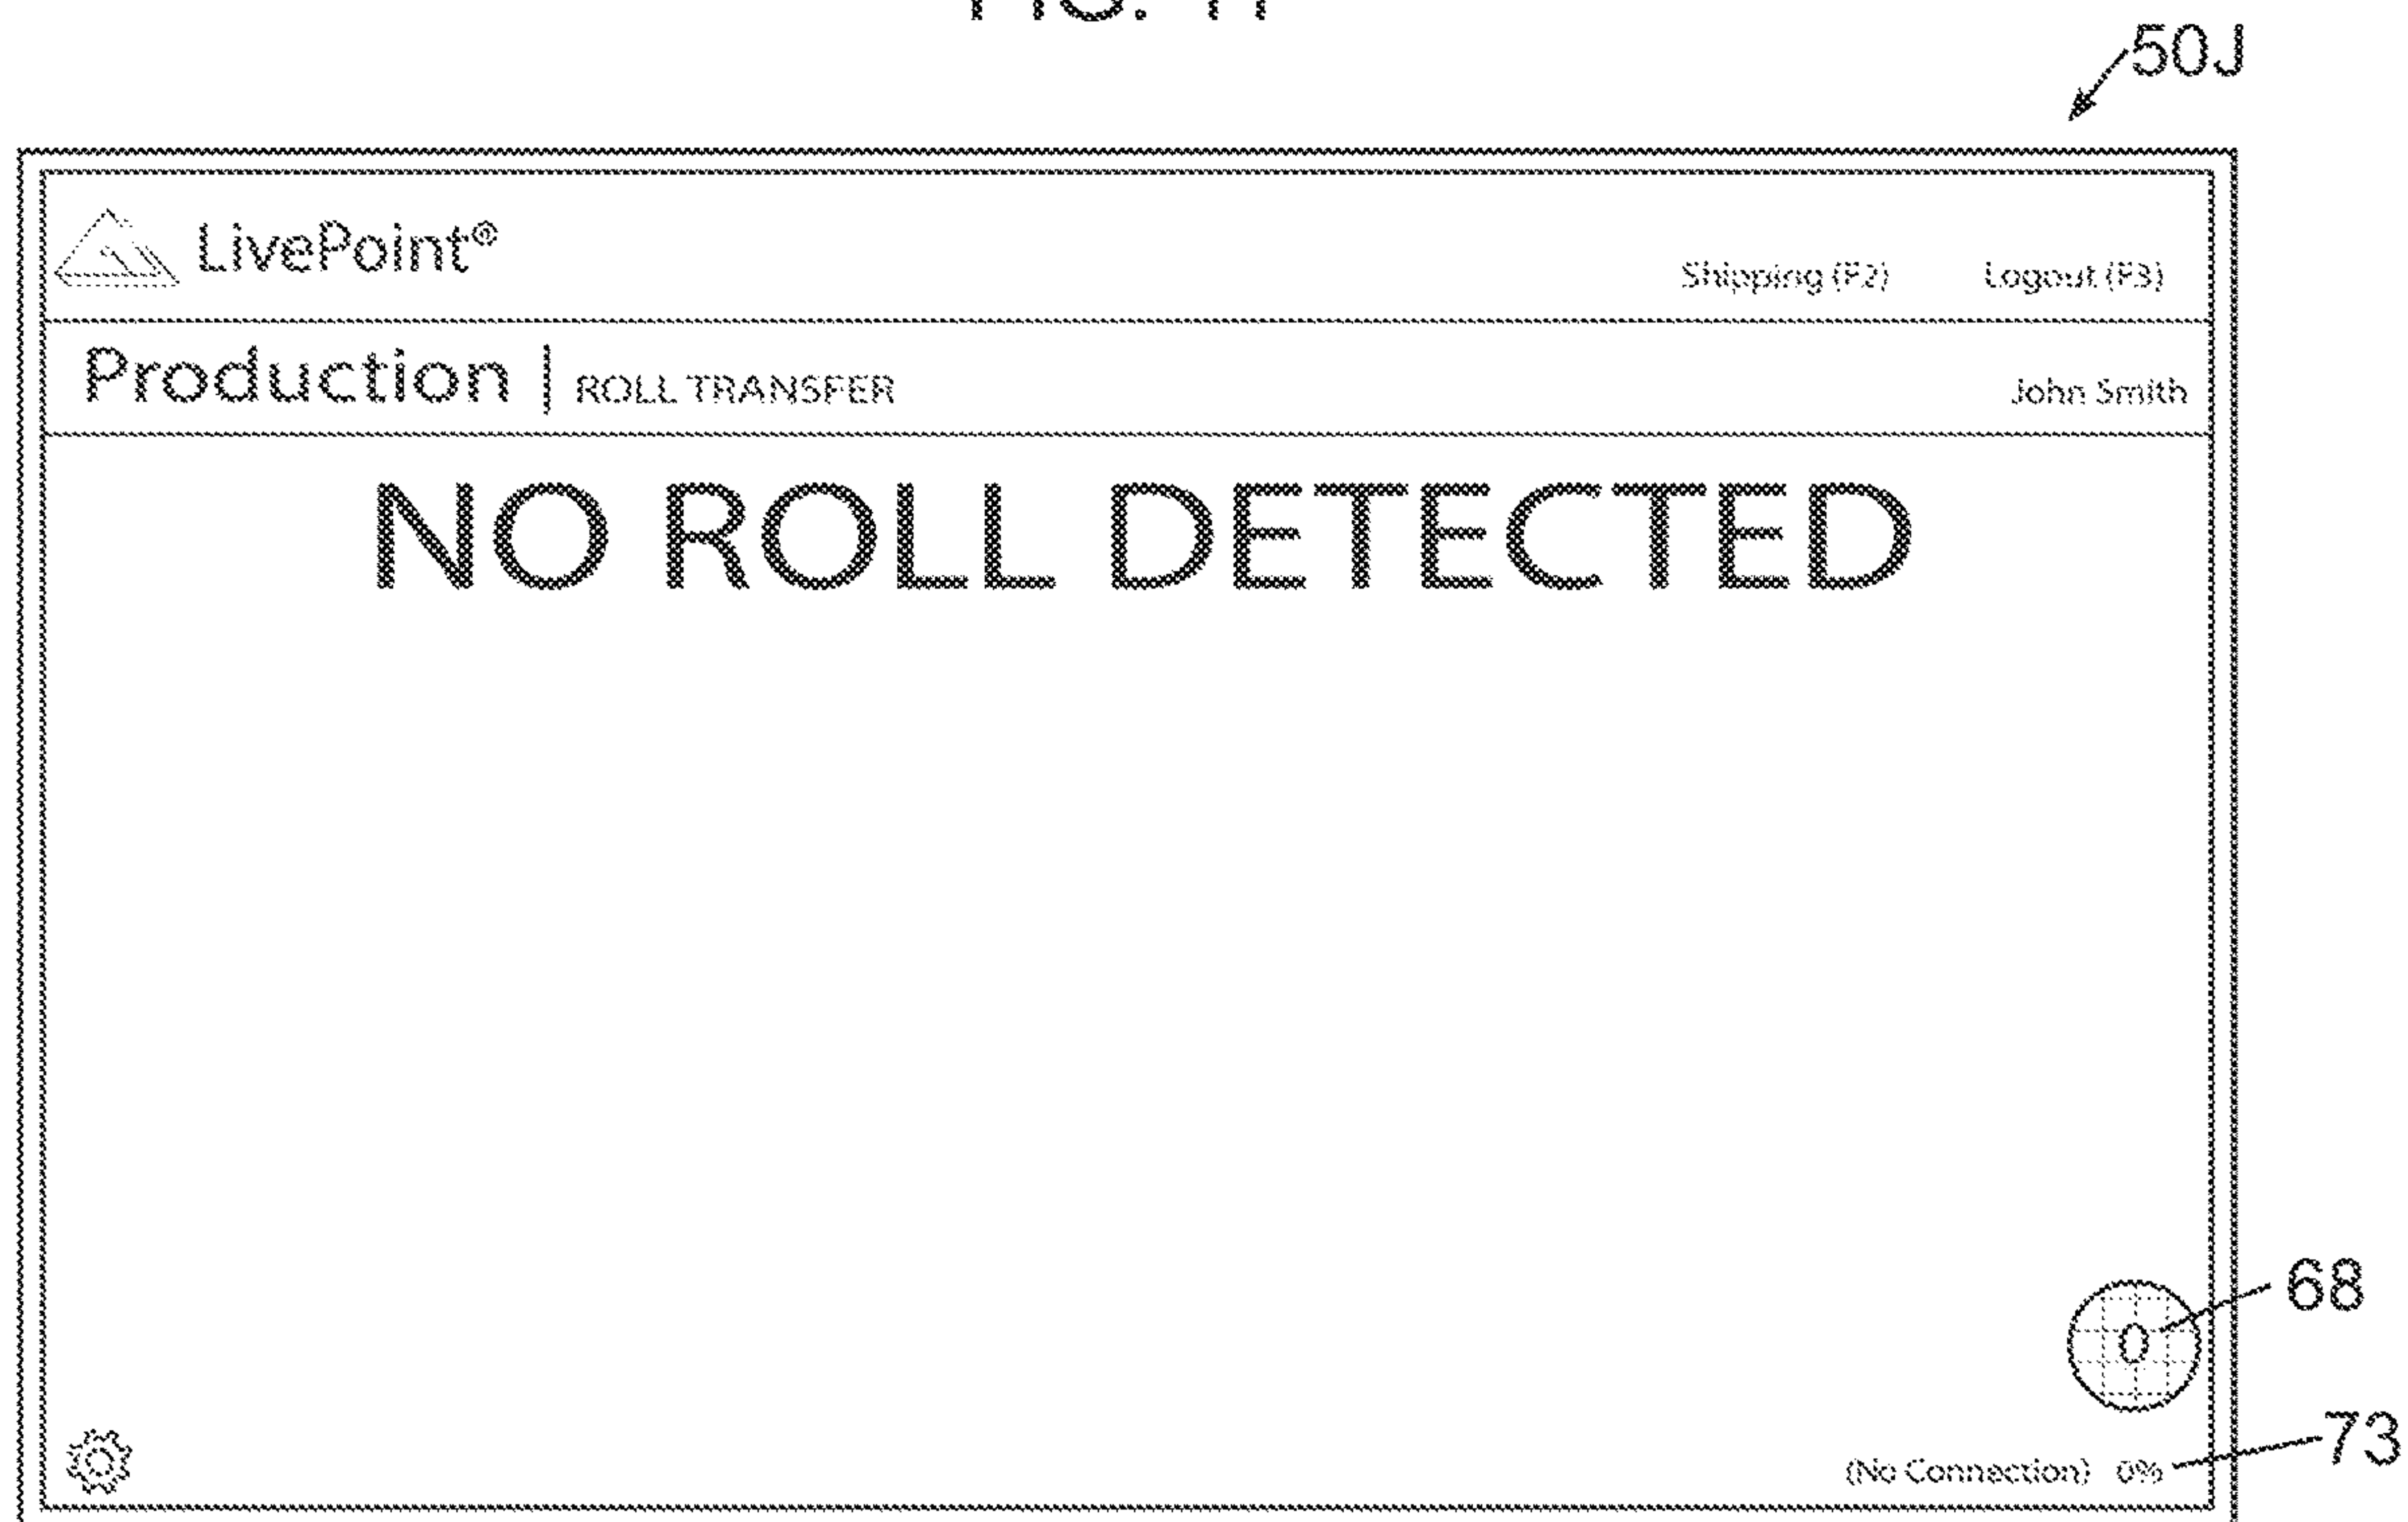 50J
LivePoint®
Shipping (F2) Logout (F3)
Production | ROLL TRANSFER John Smith
NO ROLL DETECTED
0
68
(No Connection) 0%
73